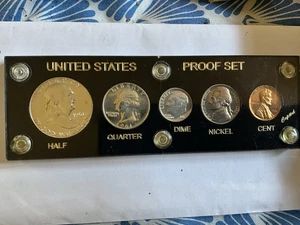 UNITED STATES PROOF SET
HALF
QUARTER
DIME
NICKEL
CENT